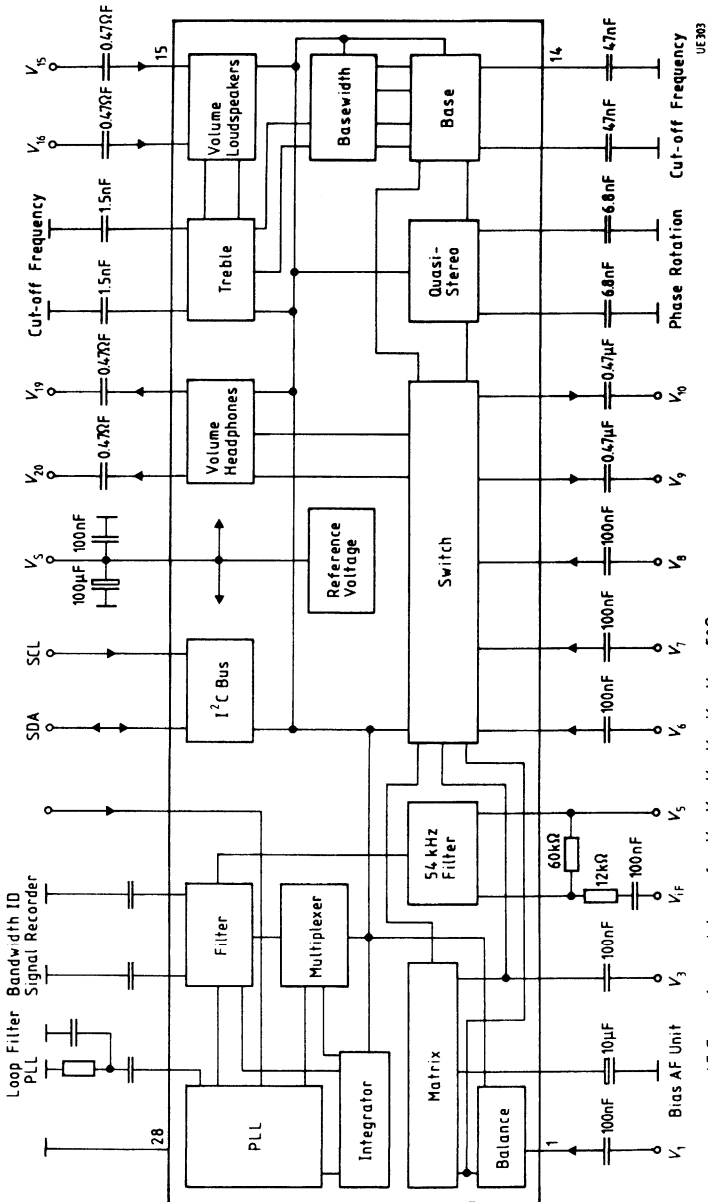 Loop Filter
PLL
Bandwidth ID
Signal Recorder
SDA
SCL
VS
V20
V19
Cut-off Frequency
V16
V15
100µF
100nF
0.47ΩF
0.47ΩF
1.5nF
1.5nF
0.47ΩF
0.47ΩF
28
15
PLL
Filter
Multiplexer
Integrator
I²C Bus
Reference
Voltage
Volume
Headphones
Treble
Volume
Loudspeakers
Basewidth
Matrix
Balance
54 kHz
Filter
Switch
Quasi-
Stereo
Base
1
14
60kΩ
12kΩ
100nF
10µF
100nF
100nF
100nF
100nF
100nF
0.47µF
0.47µF
6.8nF
6.8nF
47nF
47nF
V1
Bias AF Unit
V3
V1F
V5
V6
V7
V8
V9
V10
Phase Rotation
Cut-off Frequency
UE303